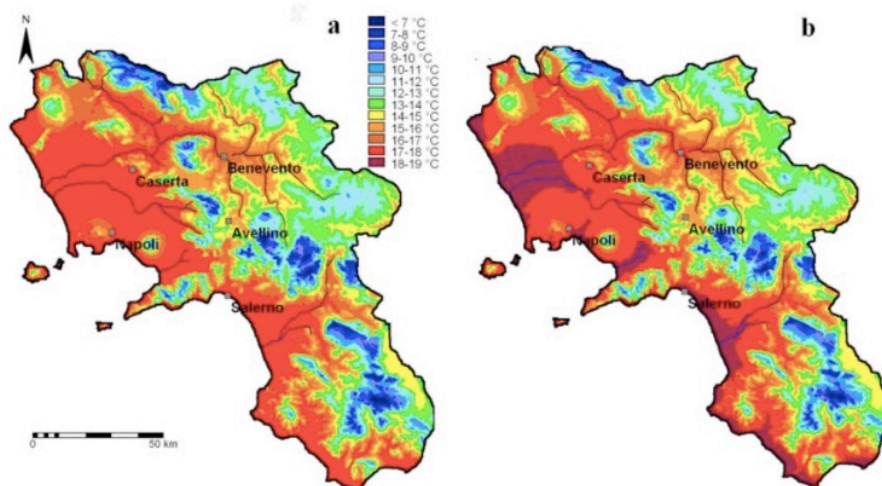 N
a
b
< 7 °C
7-8 °C
8-9 °C
9-10 °C
10-11 °C
11-12 °C
12-13 °C
13-14 °C
14-15 °C
15-16 °C
16-17 °C
17-18 °C
18-19 °C
Benevento
Caserta
Avellino
Napoli
Salerno
0 50 km
Benevento
Caserta
Avellino
Napoli
Salerno